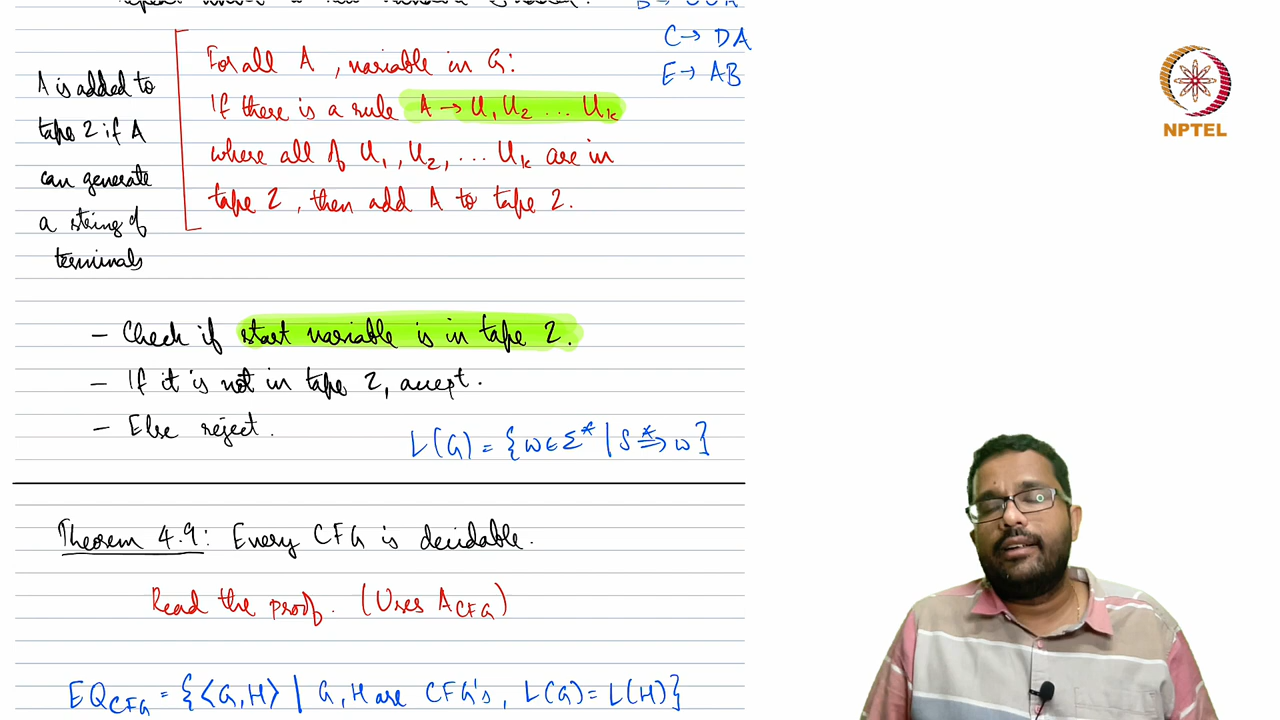 C → DA
E → AB
For all A, variable in G:
If there is a rule A → U₁ U₂ ... Uₖ
where all of U₁, U₂, ... Uₖ are in
tape 2, then add A to tape 2.
A is added to
tape 2 if A
can generate
a string of
terminals
– Check if start variable is in tape 2.
– If it is not in tape 2, accept.
– Else reject.
L(G) = {w ∈ Σ* | S ⇒* w}
Theorem 4.9: Every CFG is decidable.
Read the proof. (Uses A_CFG)
EQ_CFG = {<G, H> | G, H are CFG's, L(G) = L(H)}
NPTEL